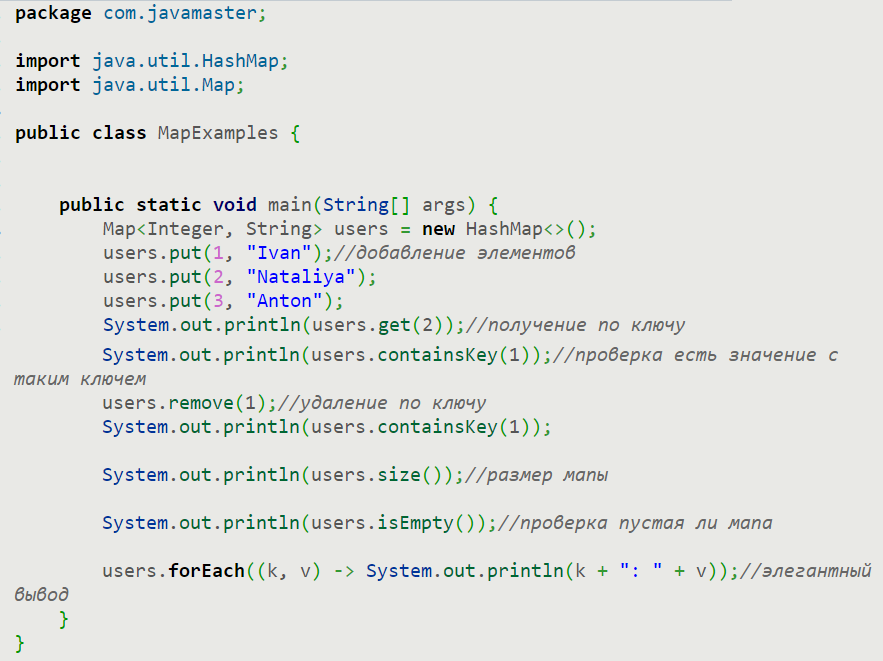 package com.javamaster;
import java.util.HashMap;
import java.util.Map;
public class MapExamples {
    public static void main(String[] args) {
        Map<Integer, String> users = new HashMap<>();
        users.put(1, "Ivan");//добавление элементов
        users.put(2, "Nataliya");
        users.put(3, "Anton");
        System.out.println(users.get(2));//получение по ключу
        System.out.println(users.containsKey(1));//проверка есть значение с
таким ключем
        users.remove(1);//удаление по ключу
        System.out.println(users.containsKey(1));
        System.out.println(users.size());//размер мапы
        System.out.println(users.isEmpty());//проверка пустая ли мапа
        users.forEach((k, v) -> System.out.println(k + ": " + v));//элегантный
вывод
    }
}